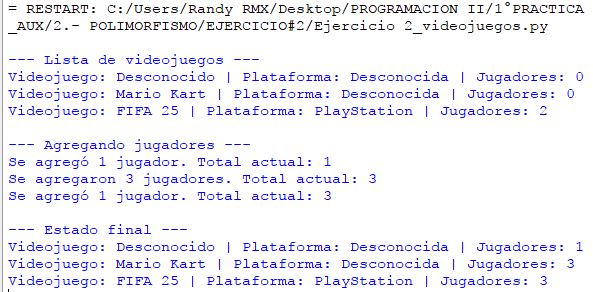 = RESTART: C:/Users/Randy RMX/Desktop/PROGRAMACION II/1°PRACTICA
_AUX/2.- POLIMORFISMO/EJERCICIO#2/Ejercicio 2_videojuegos.py
--- Lista de videojuegos ---
Videojuego: Desconocido | Plataforma: Desconocida | Jugadores: 0
Videojuego: Mario Kart | Plataforma: Desconocida | Jugadores: 0
Videojuego: FIFA 25 | Plataforma: PlayStation | Jugadores: 2
--- Agregando jugadores ---
Se agregó 1 jugador. Total actual: 1
Se agregaron 3 jugadores. Total actual: 3
Se agregó 1 jugador. Total actual: 3
--- Estado final ---
Videojuego: Desconocido | Plataforma: Desconocida | Jugadores: 1
Videojuego: Mario Kart | Plataforma: Desconocida | Jugadores: 3
Videojuego: FIFA 25 | Plataforma: PlayStation | Jugadores: 3